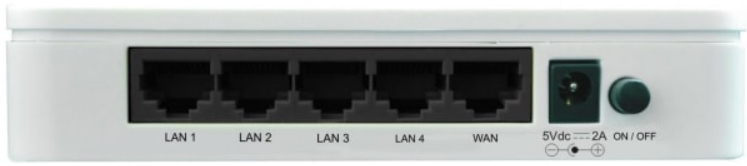 LAN 1 LAN 2 LAN 3 LAN 4 WAN 5Vdc ⎓ 2A ON / OFF